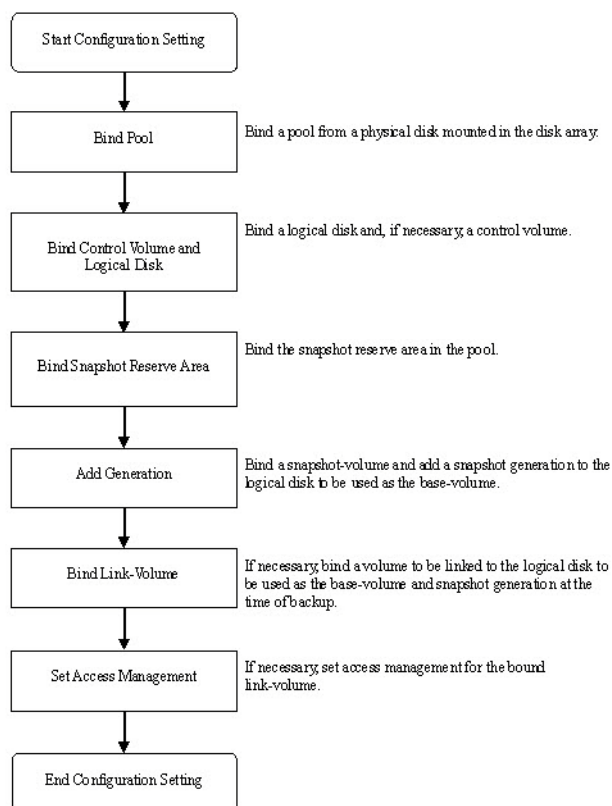 Start Configuration Setting
Bind Pool
Bind a pool from a physical disk mounted in the disk array.
Bind Control Volume and
Logical Disk
Bind a logical disk and, if necessary, a control volume.
Bind Snapshot Reserve Area
Bind the snapshot reserve area in the pool.
Add Generation
Bind a snapshot-volume and add a snapshot generation to the
logical disk to be used as the base-volume.
Bind Link-Volume
If necessary, bind a volume to be linked to the logical disk to
be used as the base-volume and snapshot generation at the
time of backup.
Set Access Management
If necessary, set access management for the bound
link-volume.
End Configuration Setting